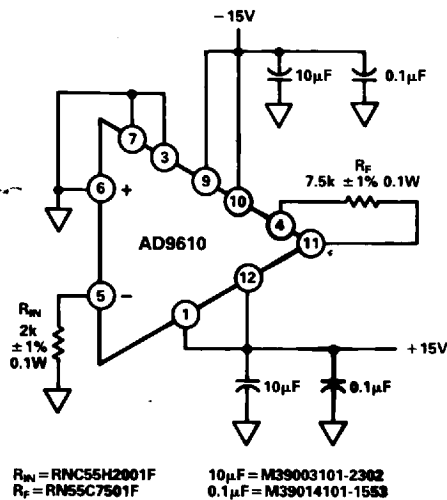 −15V
10µF
0.1µF
7
3
9
10
6
+
4
RF
7.5k ±1% 0.1W
11
AD9610
12
5
−
1
RIN
2k
±1%
0.1W
+15V
10µF
0.1µF
RIN = RNC55H2001F
RF = RN55C7501F
10µF = M39003101-2302
0.1µF = M39014101-1553